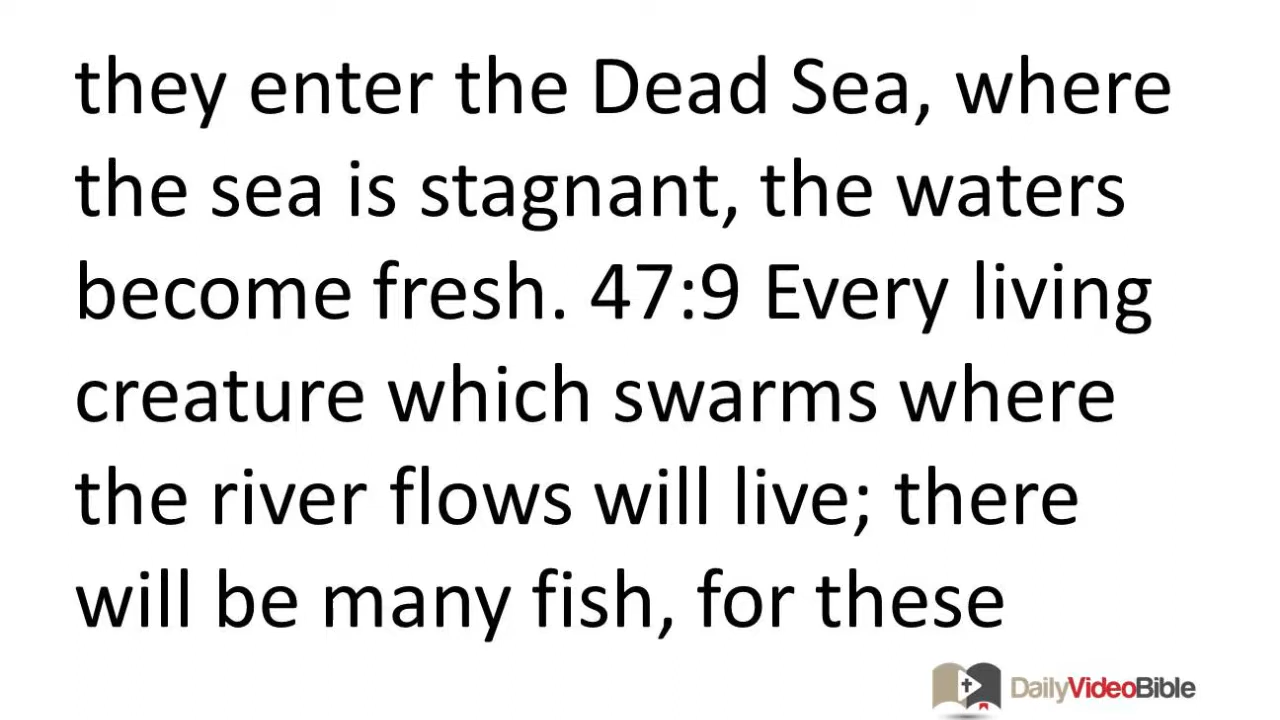 they enter the Dead Sea, where
the sea is stagnant, the waters
become fresh. 47:9 Every living
creature which swarms where
the river flows will live; there
will be many fish, for these
DailyVideoBible